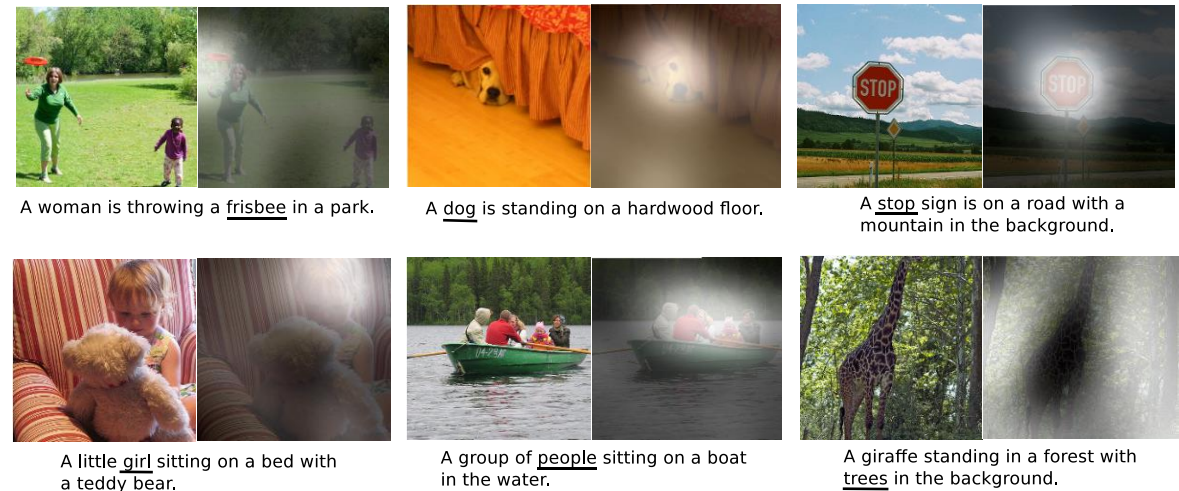 STOP
STOP
A woman is throwing a frisbee in a park.
A dog is standing on a hardwood floor.
A stop sign is on a road with a
mountain in the background.
A little girl sitting on a bed with
a teddy bear.
A group of people sitting on a boat
in the water.
A giraffe standing in a forest with
trees in the background.